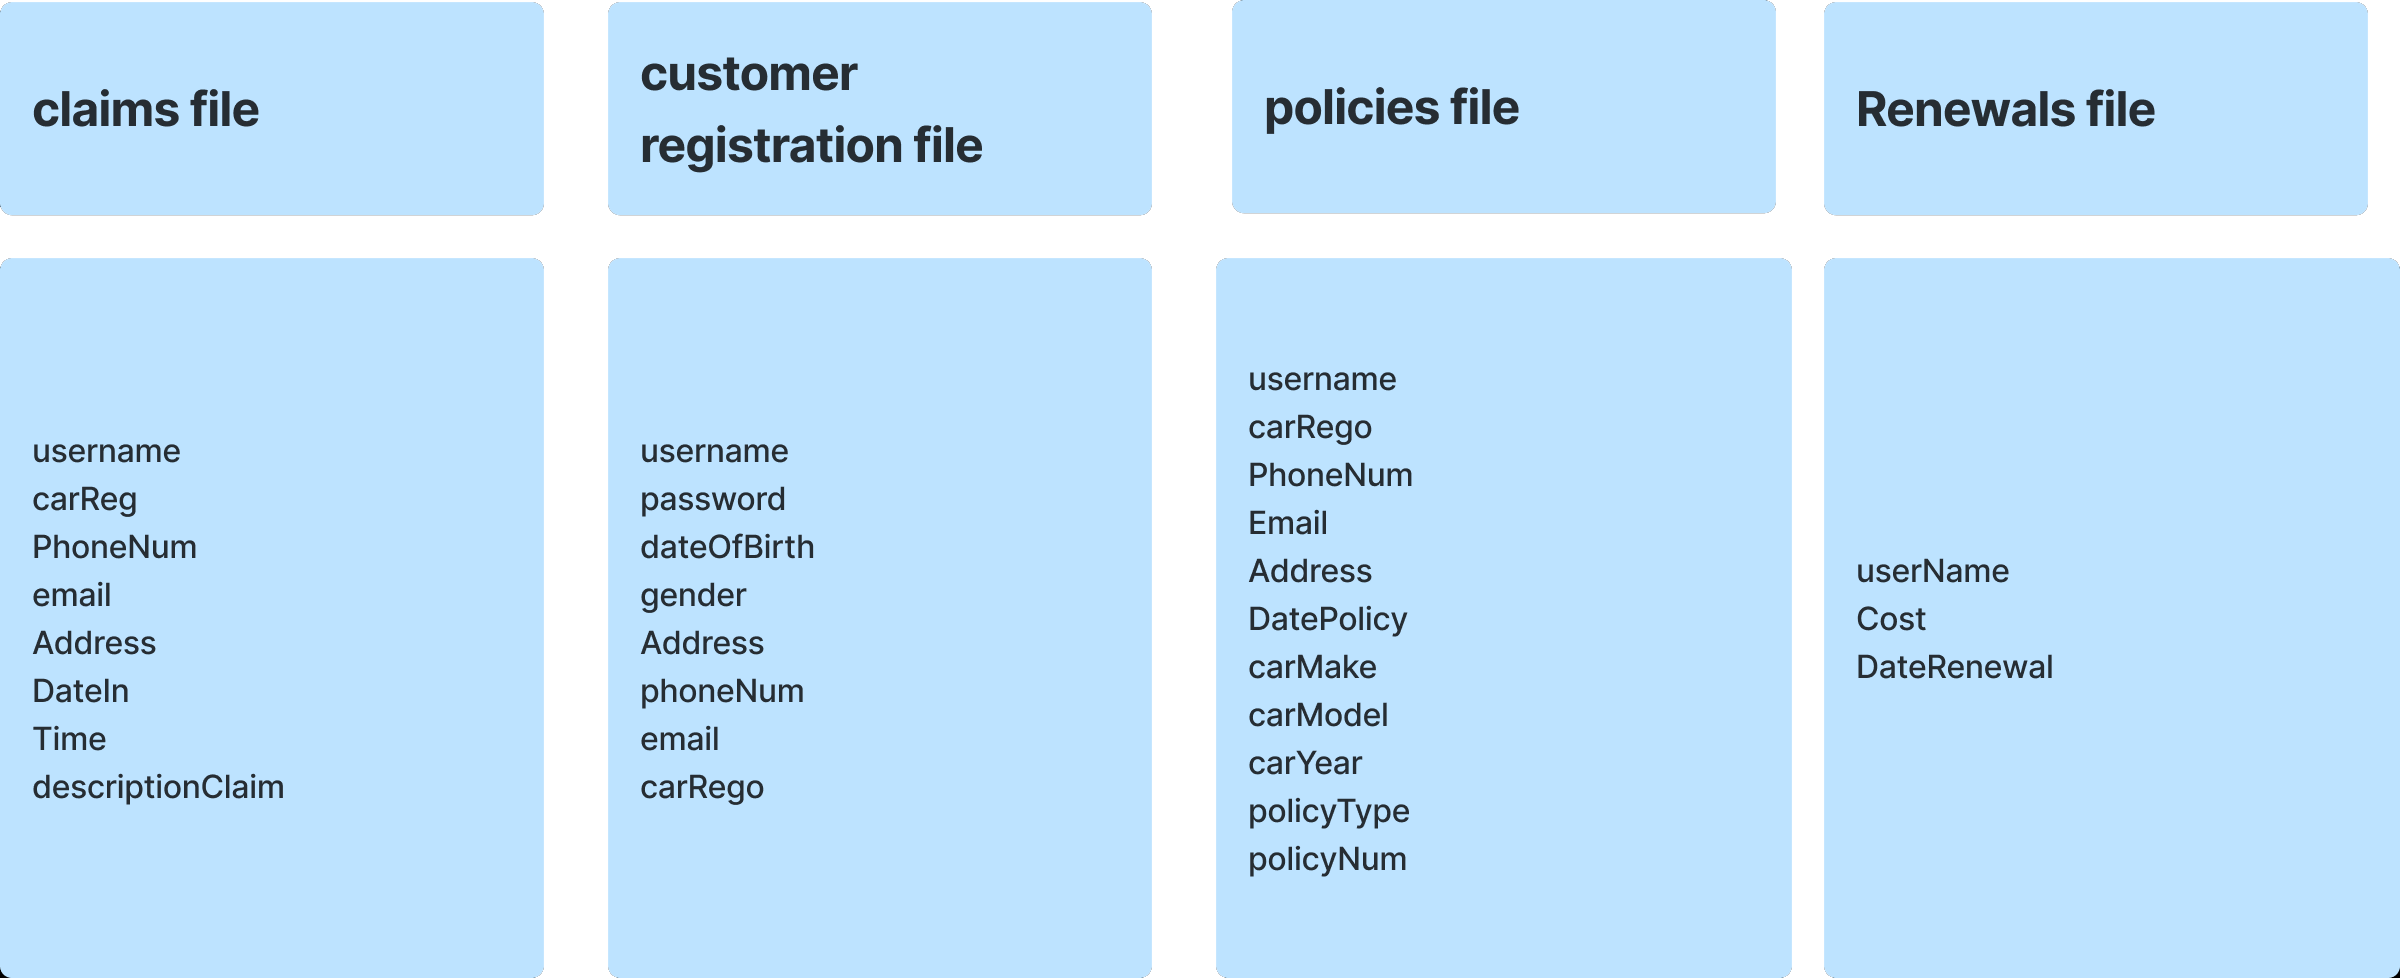 claims file
customer
registration file
policies file
Renewals file
username
carReg
PhoneNum
email
Address
DateIn
Time
descriptionClaim
username
password
dateOfBirth
gender
Address
phoneNum
email
carRego
username
carRego
PhoneNum
Email
Address
DatePolicy
carMake
carModel
carYear
policyType
policyNum
userName
Cost
DateRenewal